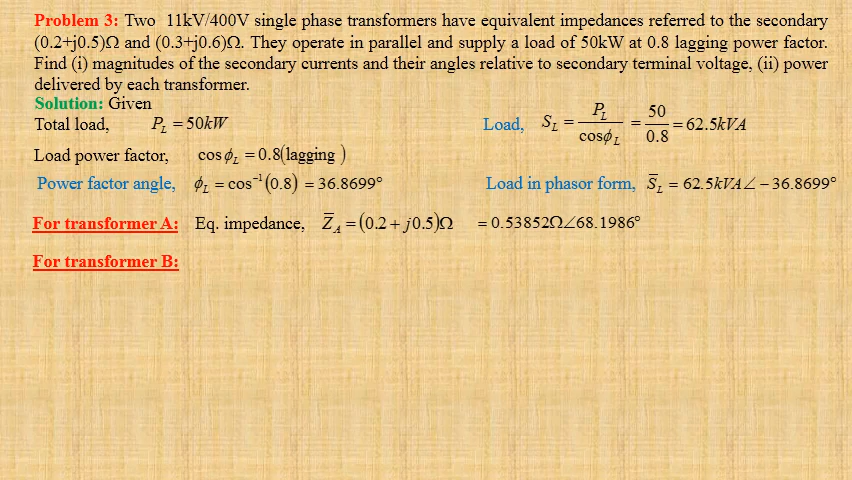 Problem 3: Two 11kV/400V single phase transformers have equivalent impedances referred to the secondary
(0.2+j0.5)Ω and (0.3+j0.6)Ω. They operate in parallel and supply a load of 50kW at 0.8 lagging power factor.
Find (i) magnitudes of the secondary currents and their angles relative to secondary terminal voltage, (ii) power
delivered by each transformer.
Solution: Given
Total load, P_L = 50kW Load, S_L = P_L / cosϕ_L = 50 / 0.8 = 62.5kVA
Load power factor, cosϕ_L = 0.8(lagging )
Power factor angle, ϕ_L = cos⁻¹(0.8) = 36.8699° Load in phasor form, S̅_L = 62.5kVA∠−36.8699°
For transformer A: Eq. impedance, Z̅_A = (0.2 + j0.5)Ω = 0.53852Ω∠68.1986°
For transformer B: